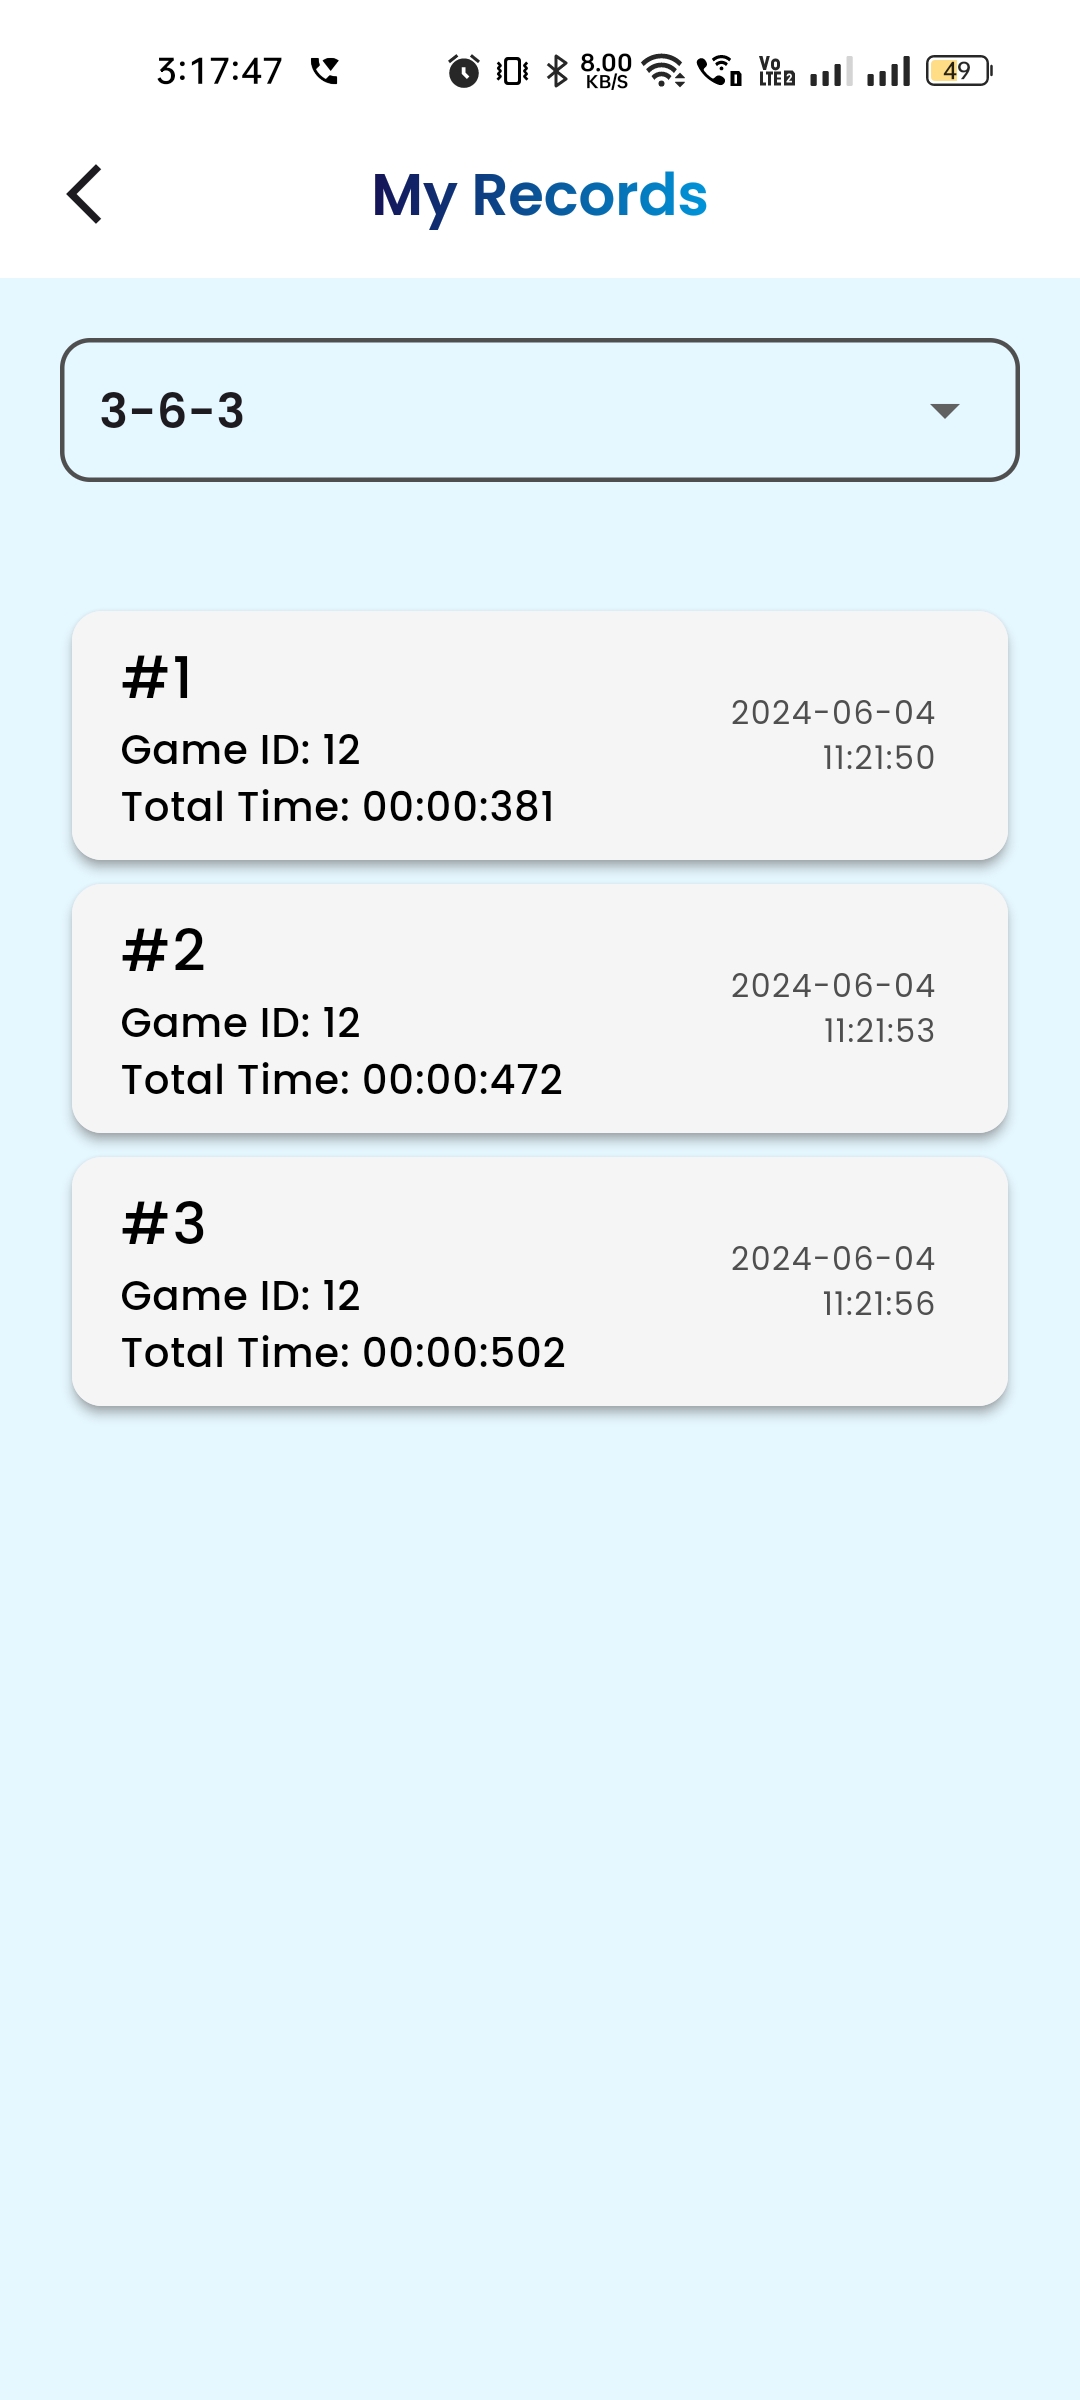 3:17:47 8.00 KB/S Vo LTE 2 49
My Records
3-6-3
#1
Game ID: 12
Total Time: 00:00:381
2024-06-04
11:21:50
#2
Game ID: 12
Total Time: 00:00:472
2024-06-04
11:21:53
#3
Game ID: 12
Total Time: 00:00:502
2024-06-04
11:21:56